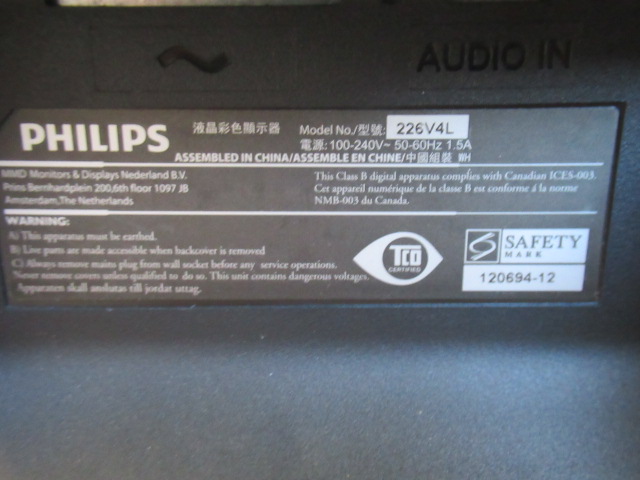 AUDIO IN
PHILIPS
液晶彩色顯示器 Model No./型號: 226V4L
電源: 100-240V~ 50-60Hz 1.5A
ASSEMBLED IN CHINA/ASSEMBLE EN CHINE/中國組裝 WH
MMD Monitors & Displays Nederland B.V.
Prins Bernhardplein 200,6th floor 1097 JB
Amsterdam,The Netherlands
This Class B digital apparatus complies with Canadian ICES-003.
Cet appareil numérique de la classe B est conforme á la norme
NMB-003 du Canada.
WARNING:
A) This apparatus must be earthed.
B) Live parts are made accessible when backcover is removed
C) Always remove mains plug from wall socket before any service operations.
Never remove covers unless qualified to do so. This unit contains dangerous voltages.
Apparaten skall anslutas till jordat uttag.
TCO
CERTIFIED
S SAFETY
MARK
120694-12